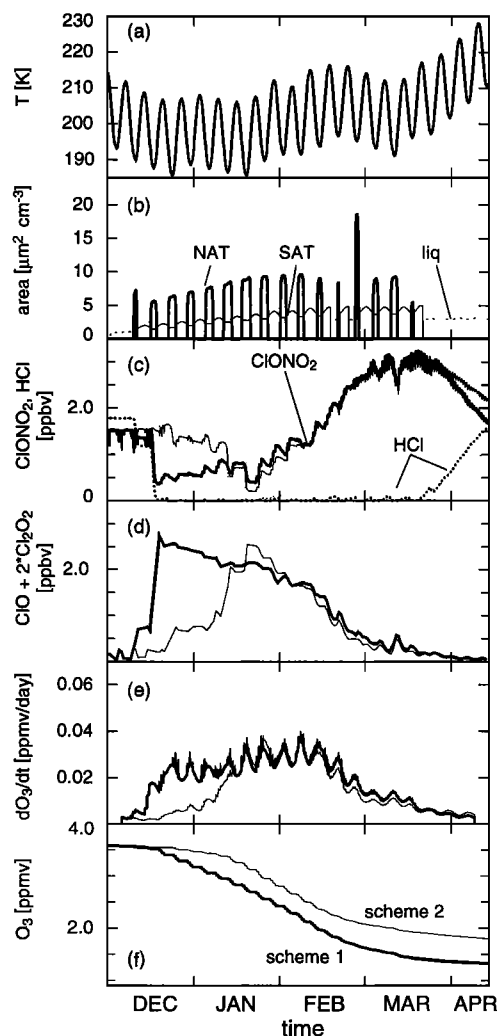 (a)
T [K]
230
220
210
200
190
(b)
area [μm² cm⁻³]
20
15
10
5
0
NAT
SAT
liq
(c)
ClONO₂, HCl
[ppbv]
2.0
0
ClONO₂
HCl
(d)
ClO + 2*Cl₂O₂
[ppbv]
2.0
(e)
dO₃/dt [ppmv/day]
0.06
0.04
0.02
(f)
O₃ [ppmv]
4.0
2.0
scheme 2
scheme 1
DEC JAN FEB MAR APR
time